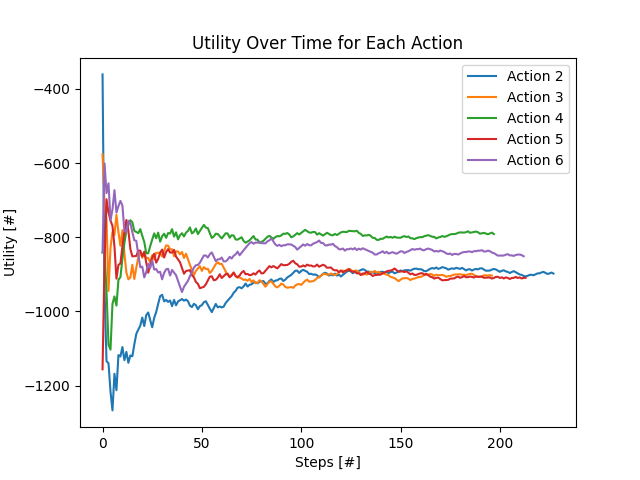 Utility Over Time for Each Action
Utility [#]
−400
−600
−800
−1000
−1200
0
50
100
150
200
Steps [#]
Action 2
Action 3
Action 4
Action 5
Action 6